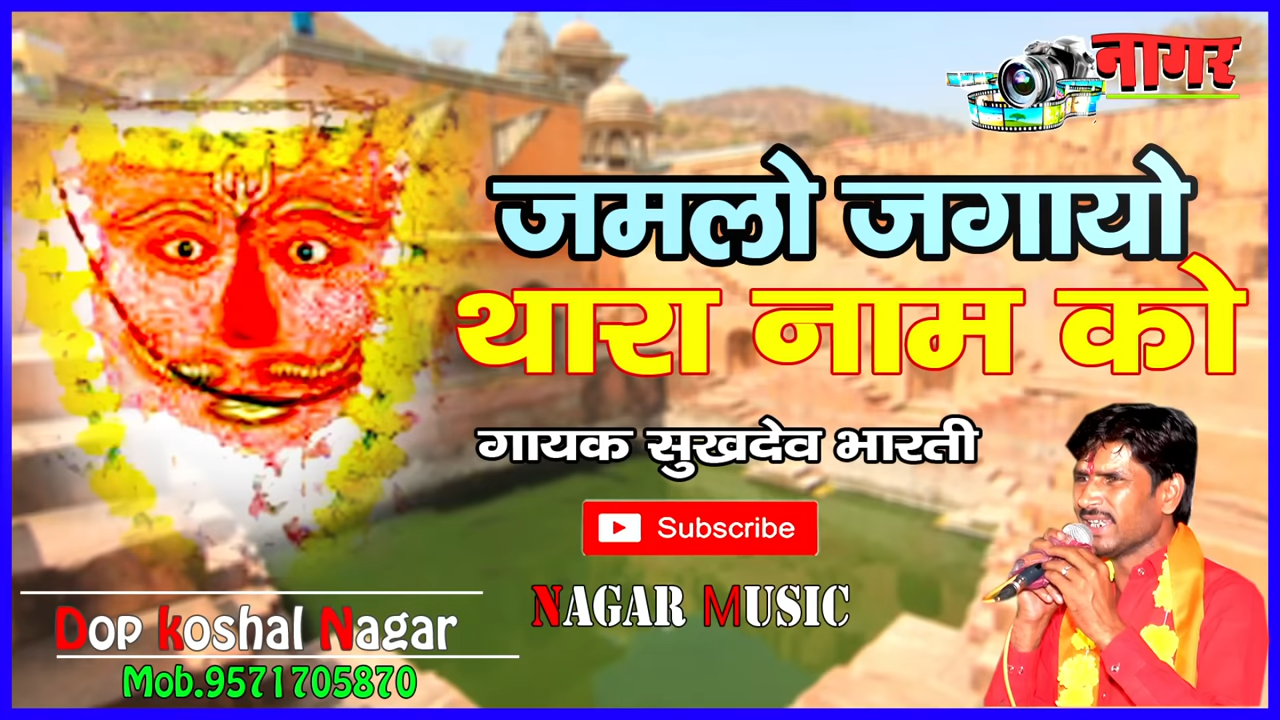 नागर
जमलो जगायो
थारा नाम को
गायक सुखदेव भारती
Subscribe
NAGAR MUSIC
Dop koshal Nagar
Mob.9571705870